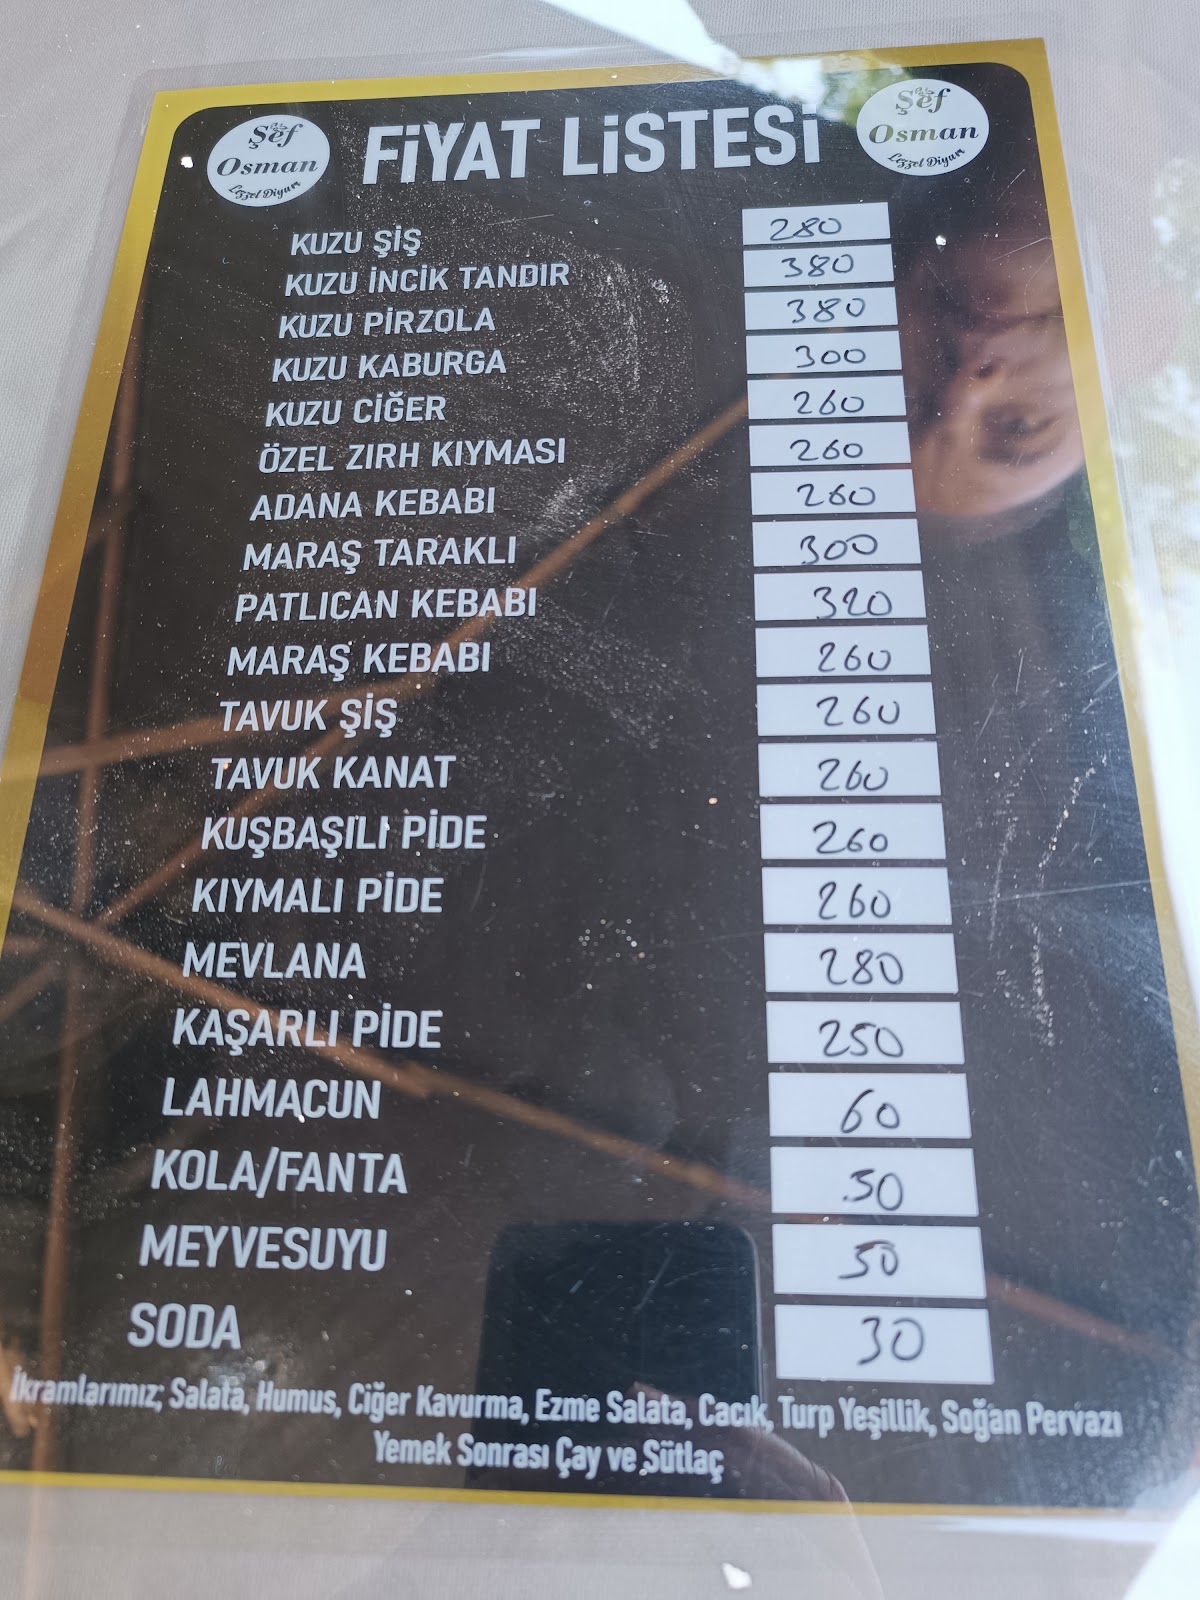 Şef
Osman
Lezzet Diyarı
FİYAT LİSTESİ
Şef
Osman
Lezzet Diyarı
KUZU ŞİŞ 280
KUZU İNCİK TANDIR 380
KUZU PİRZOLA 380
KUZU KABURGA 300
KUZU CİĞER 260
ÖZEL ZIRH KIYMASI 260
ADANA KEBABI 260
MARAŞ TARAKLI 300
PATLICAN KEBABI 320
MARAŞ KEBABI 260
TAVUK ŞİŞ 260
TAVUK KANAT 260
KUŞBAŞILI PİDE 260
KIYMALI PİDE 260
MEVLANA 280
KAŞARLI PİDE 250
LAHMACUN 60
KOLA/FANTA 50
MEYVESUYU 50
SODA 30
İkramlarımız; Salata, Humus, Ciğer Kavurma, Ezme Salata, Cacık, Turp Yeşillik, Soğan Pervazı
Yemek Sonrası Çay ve Sütlaç